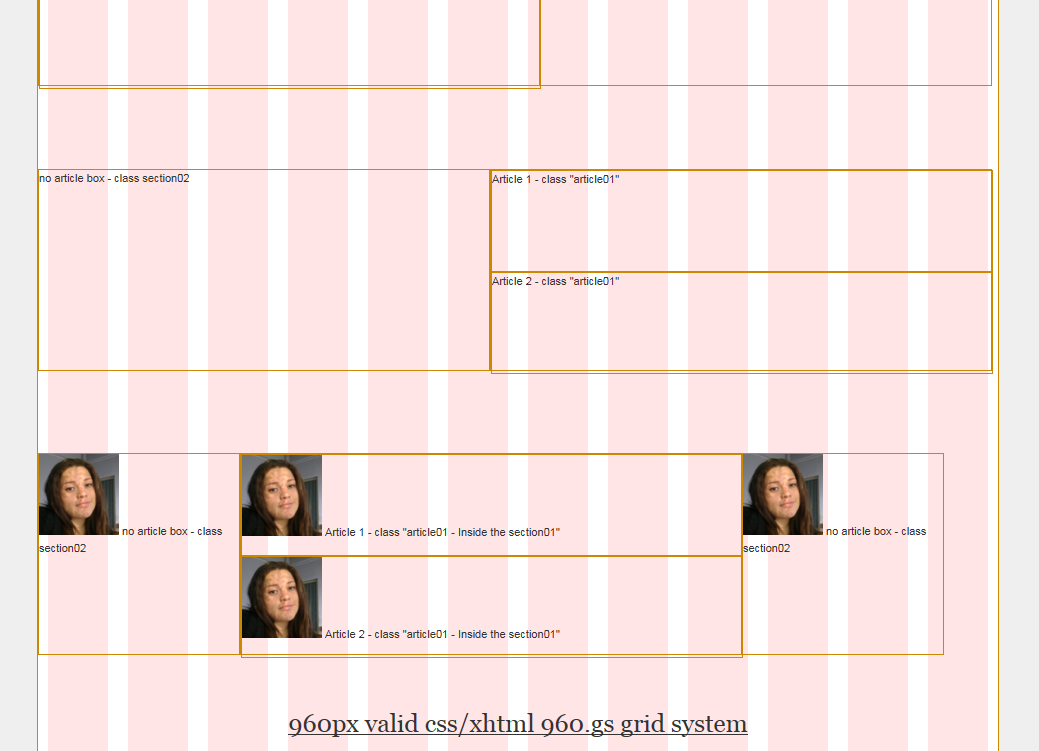 no article box - class section02
Article 1 - class "article01"
Article 2 - class "article01"
no article box - class
section02
Article 1 - class "article01 - Inside the section01"
Article 2 - class "article01 - Inside the section01"
no article box - class
section02
960px valid css/xhtml 960.gs grid system